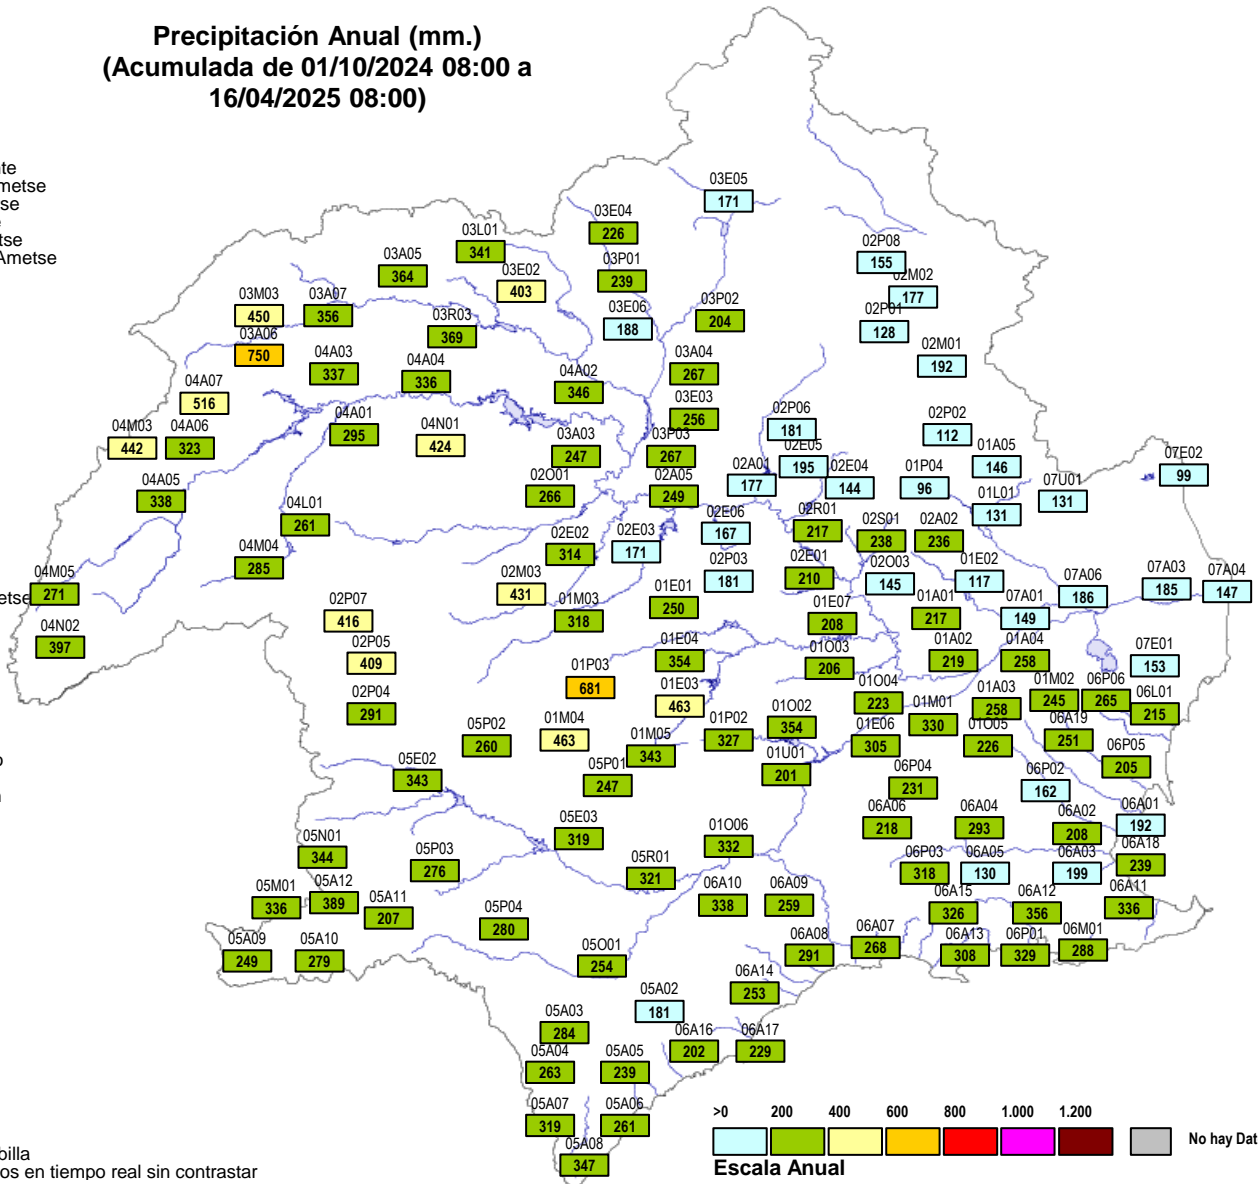 Precipitación Anual (mm.)
(Acumulada de 01/10/2024 08:00 a
16/04/2025 08:00)
03E05
171
03E04
226
03L01
341
03A05
364
03P01
239
03E02
403
02P08
155
02M02
177
03M03
450
03A07
356
03E06
188
03P02
204
02P01
128
03R03
369
03A06
750
02M01
192
04A03
337
04A04
336
04A02
346
03A04
267
04A07
516
03E03
256
04M03
442
04A06
323
04A01
295
04N01
424
02P06
181
02P02
112
03A03
247
03P03
267
02E05
195
01A05
146
07E02
99
02A01
177
02E04
144
01P04
96
07U01
131
04A05
338
02O01
266
02A05
249
01L01
131
04L01
261
02E06
167
02R01
217
02S01
238
02A02
236
02E02
314
02E03
171
04M04
285
02P03
181
02E01
210
02O03
145
01E02
117
04M05
271
02M03
431
07A06
186
07A03
185
07A04
147
01E01
250
02P07
416
01M03
318
01E07
208
01A01
217
07A01
149
04N02
397
02P05
409
01E04
354
01O03
206
01A02
219
01A04
258
07E01
153
01P03
681
01E03
463
02P04
291
01O04
223
01A03
258
01M02
245
06P06
265
06L01
215
01M01
330
05P02
260
01M04
463
01M05
343
01P02
327
01O02
354
01E06
305
01O05
226
06A19
251
06P05
205
05E02
343
05P01
247
01U01
201
06P04
231
06P02
162
05E03
319
01O06
332
06A06
218
06A04
293
06A02
208
06A01
192
05N01
344
05P03
276
05R01
321
06P03
318
06A05
130
06A03
199
06A18
239
05M01
336
05A12
389
05A11
207
06A10
338
06A09
259
06A15
326
06A12
356
06A11
336
05P04
280
05A09
249
05A10
279
05O01
254
06A08
291
06A07
268
06A13
308
06P01
329
06M01
288
05A02
181
06A14
253
05A03
284
06A16
202
06A17
229
05A04
263
05A05
239
05A07
319
05A06
261
05A08
347
>0 200 400 600 800 1.000 1.200
No hay Dat
Escala Anual
billa
os en tiempo real sin contrastar